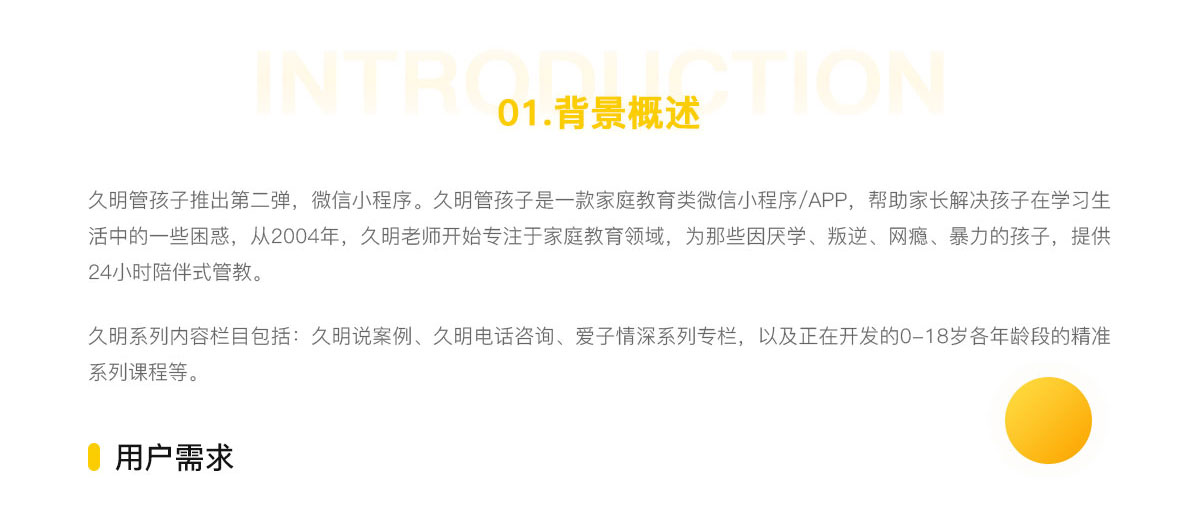 INTRODUCTION
01.背景概述
久明管孩子推出第二弹，微信小程序。久明管孩子是一款家庭教育类微信小程序/APP，帮助家长解决孩子在学习生
活中的一些困惑，从2004年，久明老师开始专注于家庭教育领域，为那些因厌学、叛逆、网瘾、暴力的孩子，提供
24小时陪伴式管教。
久明系列内容栏目包括：久明说案例、久明电话咨询、爱子情深系列专栏，以及正在开发的0-18岁各年龄段的精准
系列课程等。
用户需求